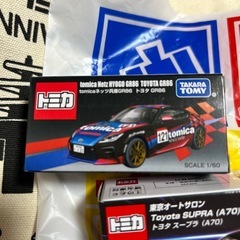 tomica Netz HYOGO GR86 TOYOTA GR86
tomicaネッツ兵庫GR86 トヨタ GR86
TAKARA TOMY
トミカ
121
tomica
SCALE 1/60
トミカ
東京オートサロン
Toyota SUPRA (A70)
トヨタ スープラ (A70)